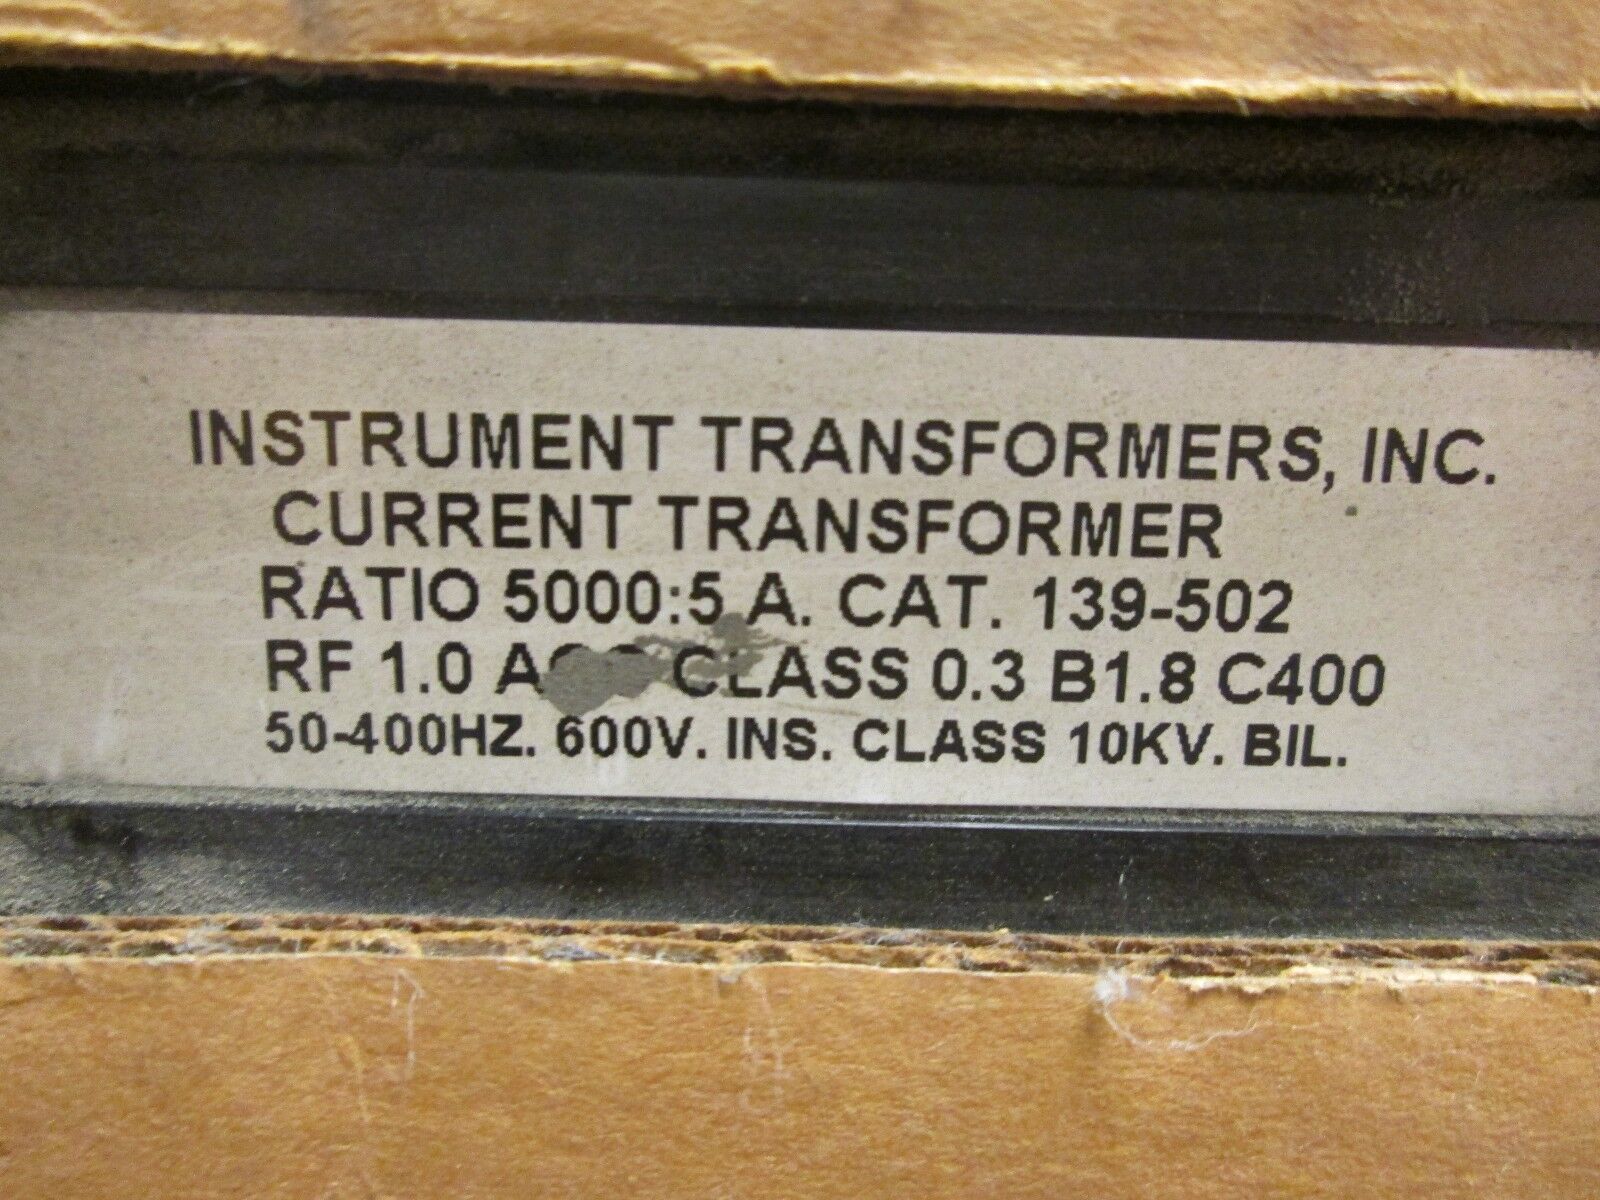 INSTRUMENT TRANSFORMERS, INC.
CURRENT TRANSFORMER
RATIO 5000:5 A. CAT. 139-502
RF 1.0 CLASS 0.3 B1.8 C400
50-400HZ. 600V. INS. CLASS 10KV. BIL.